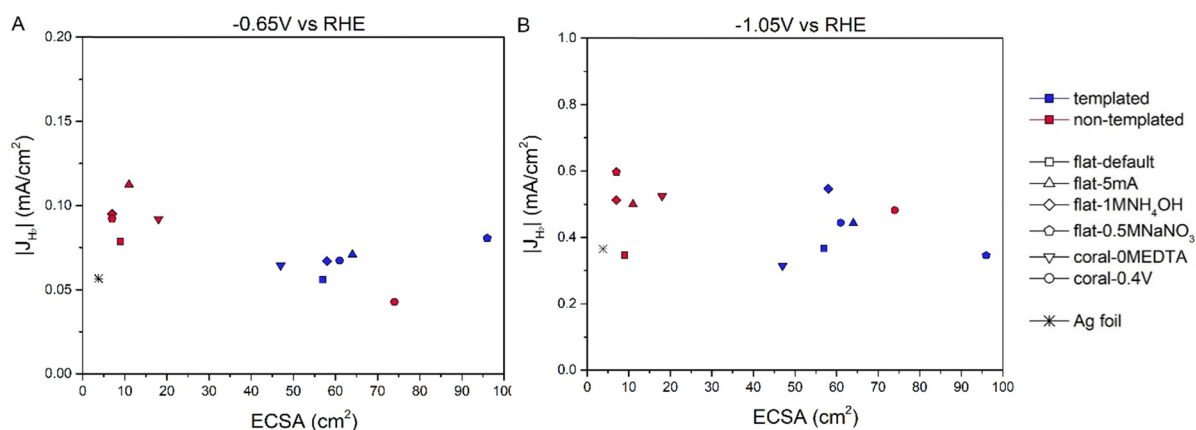 A
-0.65V vs RHE
0.20
0.15
0.10
0.05
0.00
|J_H₂| (mA/cm²)
0 10 20 30 40 50 60 70 80 90 100
ECSA (cm²)
B
-1.05V vs RHE
1.0
0.8
0.6
0.4
0.2
0.0
|J_H₂| (mA/cm²)
0 10 20 30 40 50 60 70 80 90 100
ECSA (cm²)
templated
non-templated
flat-default
flat-5mA
flat-1MNH₄OH
flat-0.5MNaNO₃
coral-0MEDTA
coral-0.4V
Ag foil